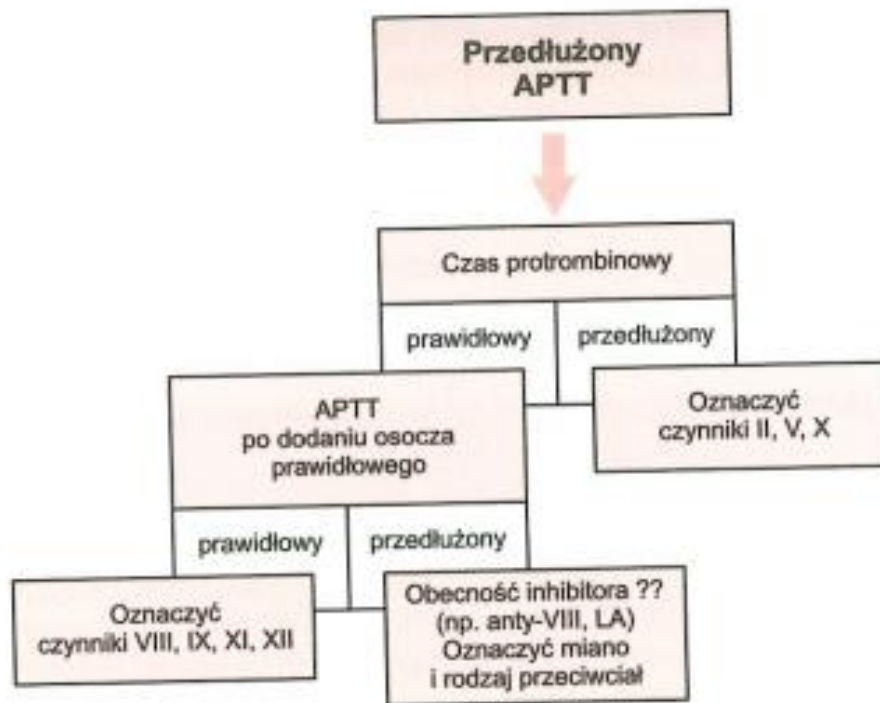 Przedłużony
APTT
Czas protrombinowy
prawidłowy
przedłużony
APTT
po dodaniu osocza
prawidłowego
Oznaczyć
czynniki II, V, X
prawidłowy
przedłużony
Oznaczyć
czynniki VIII, IX, XI, XII
Obecność inhibitora ??
(np. anty-VIII, LA)
Oznaczyć miano
i rodzaj przeciwciał